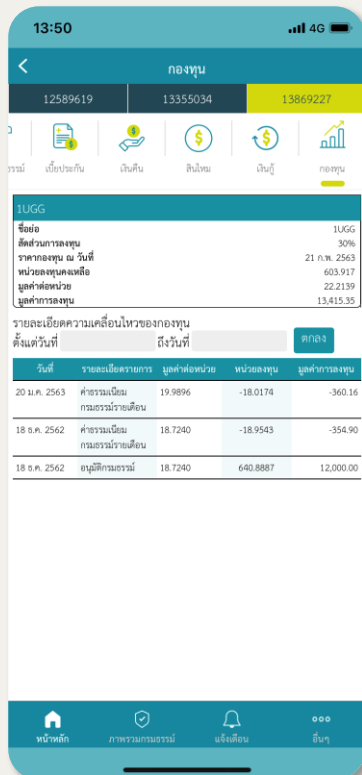 13:50
4G
กองทุน
12589619 13355034 13869227
เบี้ยประกัน เงินคืน สินไหม เงินกู้ กองทุน
1UGG
ชื่อย่อ 1UGG
สัดส่วนการลงทุน 30%
ราคากองทุน ณ วันที่ 21 ก.พ. 2563
หน่วยลงทุนคงเหลือ 603.917
มูลค่าต่อหน่วย 22.2139
มูลค่าการลงทุน 13,415.35
รายละเอียดความเคลื่อนไหวของกองทุน
ตั้งแต่วันที่ ถึงวันที่ ตกลง
วันที่ รายละเอียดรายการ มูลค่าต่อหน่วย หน่วยลงทุน มูลค่าการลงทุน
20 ม.ค. 2563 ค่าธรรมเนียม 19.9896 -18.0174 -360.16
กรมธรรม์รายเดือน
18 ธ.ค. 2562 ค่าธรรมเนียม 18.7240 -18.9543 -354.90
กรมธรรม์รายเดือน
18 ธ.ค. 2562 อนุมัติกรมธรรม์ 18.7240 640.8887 12,000.00
หน้าหลัก ภาพรวมกรมธรรม์ แจ้งเตือน อื่นๆ